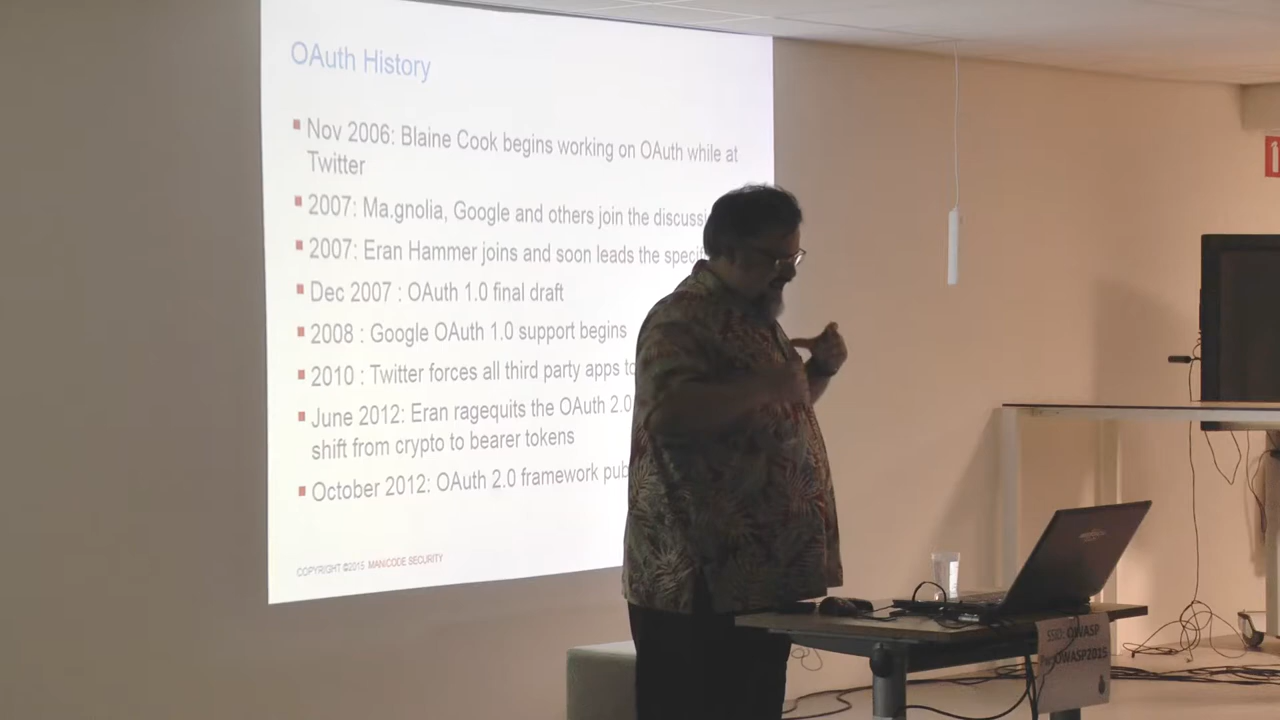 OAuth History
Nov 2006: Blaine Cook begins working on OAuth while at
Twitter
2007: Ma.gnolia, Google and others join the discussi
2007: Eran Hammer joins and soon leads the specif
Dec 2007 : OAuth 1.0 final draft
2008 : Google OAuth 1.0 support begins
2010 : Twitter forces all third party apps to
June 2012: Eran ragequits the OAuth 2.0
shift from crypto to bearer tokens
October 2012: OAuth 2.0 framework pub
COPYRIGHT ©2015 MANICODE SECURITY
SSID: OWASP
OWASP2015